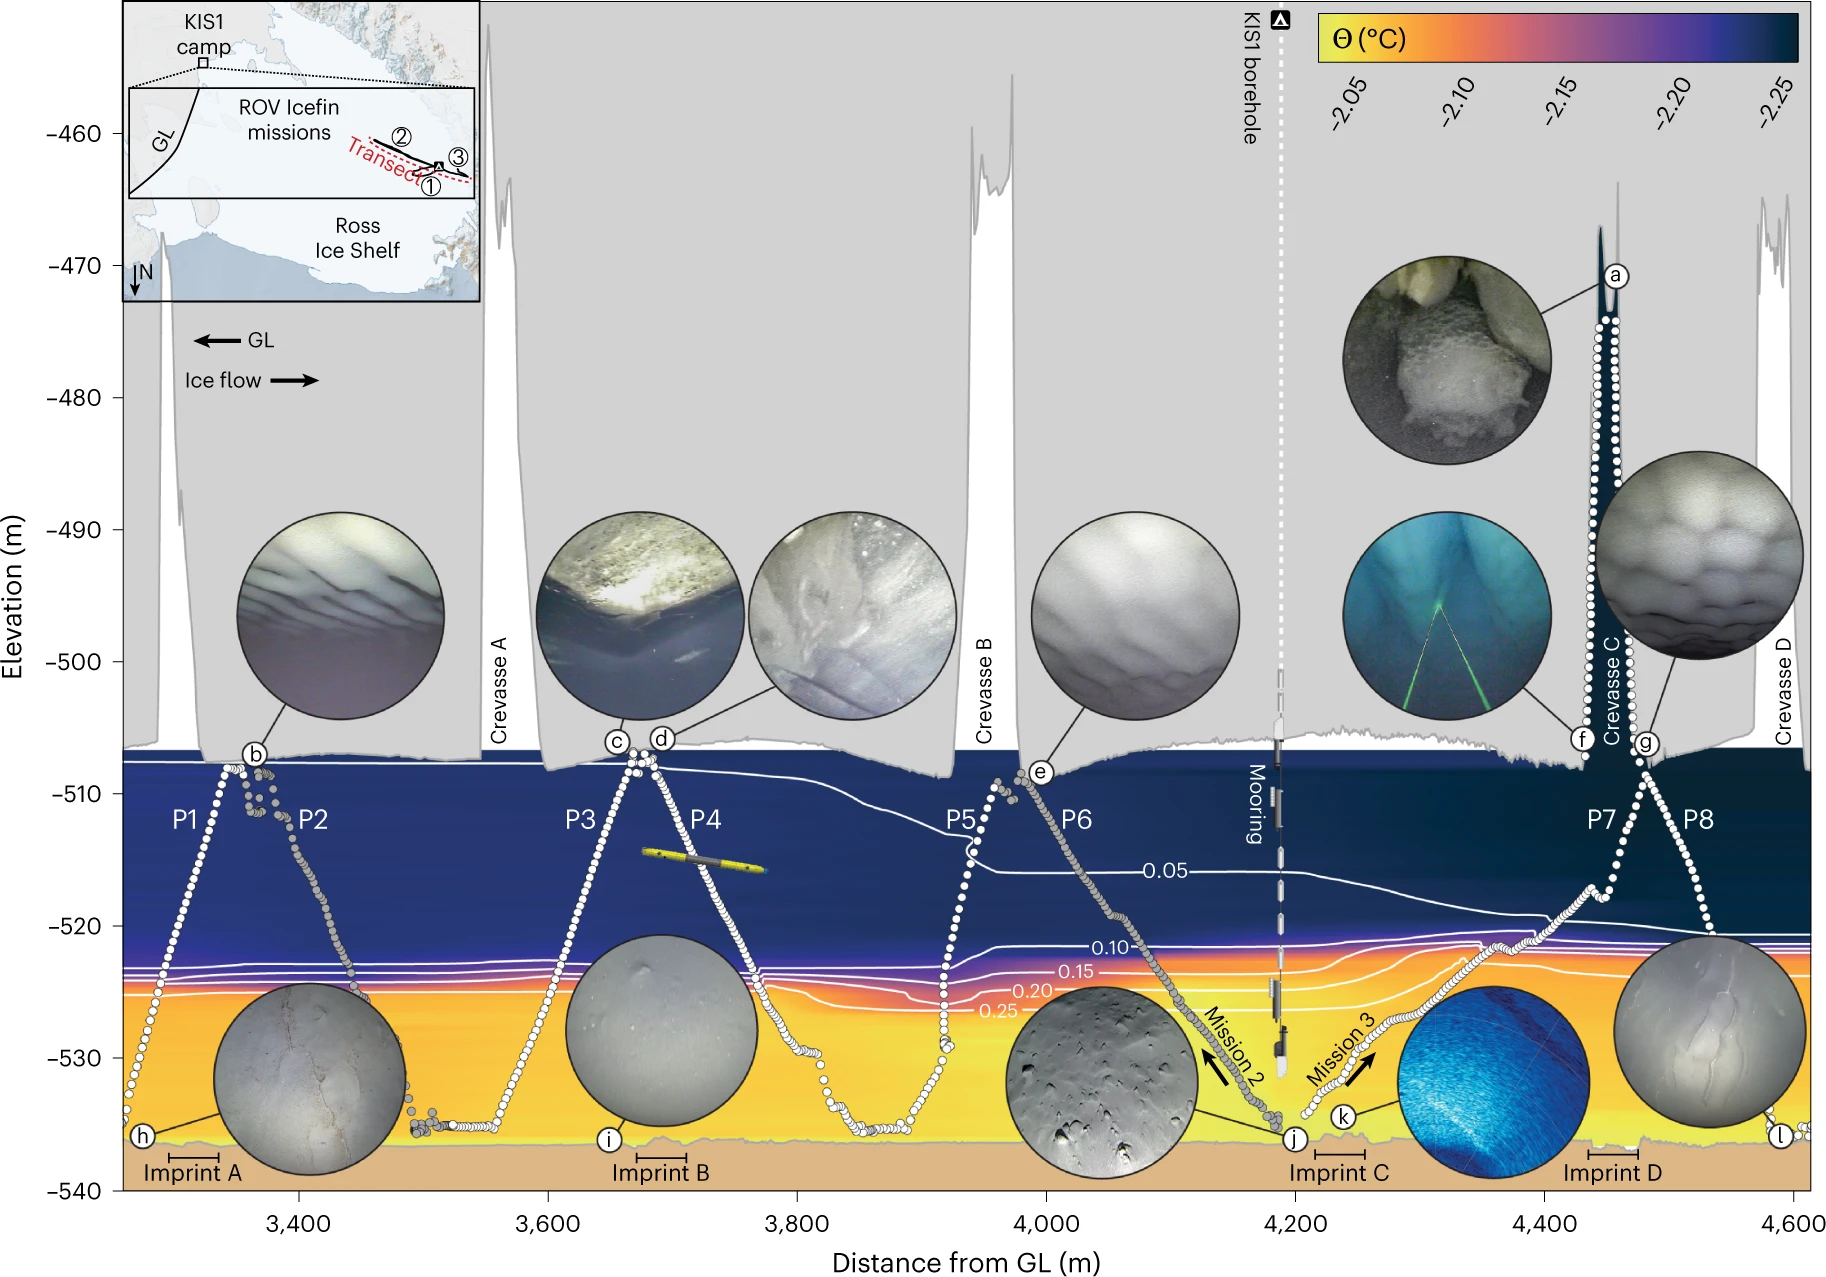 KIS1
camp
GL
ROV Icefin
missions
2
3
Transect
1
Ross
Ice Shelf
N
GL
Ice flow
KIS1 borehole
Θ (°C)
−2.05
−2.10
−2.15
−2.20
−2.25
Elevation (m)
−460
−470
−480
−490
−500
−510
−520
−530
−540
a
Crevasse A
Crevasse B
Crevasse C
Crevasse D
b
c
d
e
f
g
Mooring
P1
P2
P3
P4
P5
P6
P7
P8
0.05
0.10
0.15
0.20
0.25
Mission 2
Mission 3
h
i
j
k
l
Imprint A
Imprint B
Imprint C
Imprint D
3,400
3,600
3,800
4,000
4,200
4,400
4,600
Distance from GL (m)